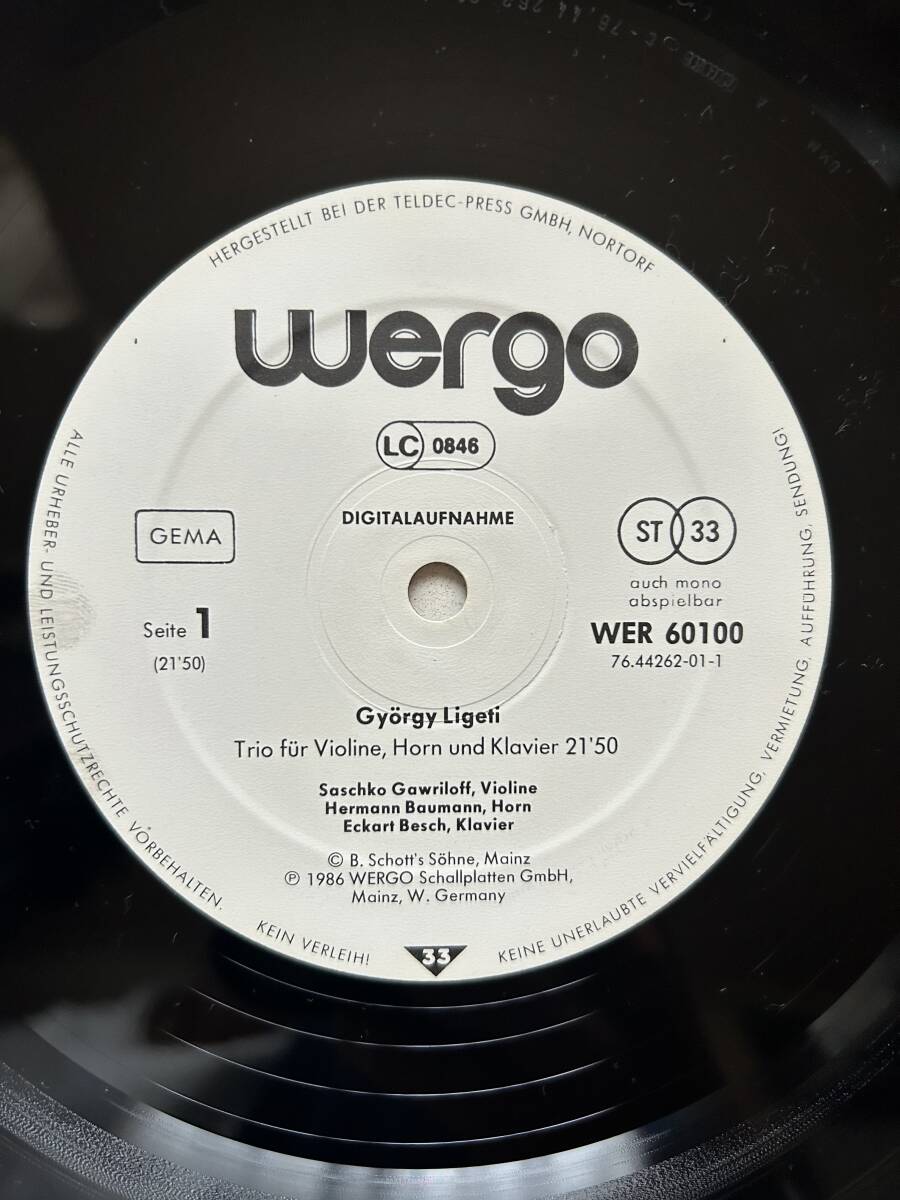 HERGESTELLT BEI DER TELDEC-PRESS GMBH, NORTORF
wergo
LC 0846
DIGITALAUFNAHME
GEMA
ST 33
auch mono
abspielbar
Seite 1
(21'50)
WER 60100
76.44262-01-1
György Ligeti
Trio für Violine, Horn und Klavier 21'50
Saschko Gawriloff, Violine
Hermann Baumann, Horn
Eckart Besch, Klavier
© B. Schott's Söhne, Mainz
℗ 1986 WERGO Schallplatten GmbH,
Mainz, W. Germany
33
ALLE URHEBER- UND LEISTUNGSSCHUTZRECHTE VORBEHALTEN.
KEIN VERLEIH!
KEINE UNERLAUBTE VERVIELFÄLTIGUNG, VERMIETUNG, AUFFÜHRUNG, SENDUNG!